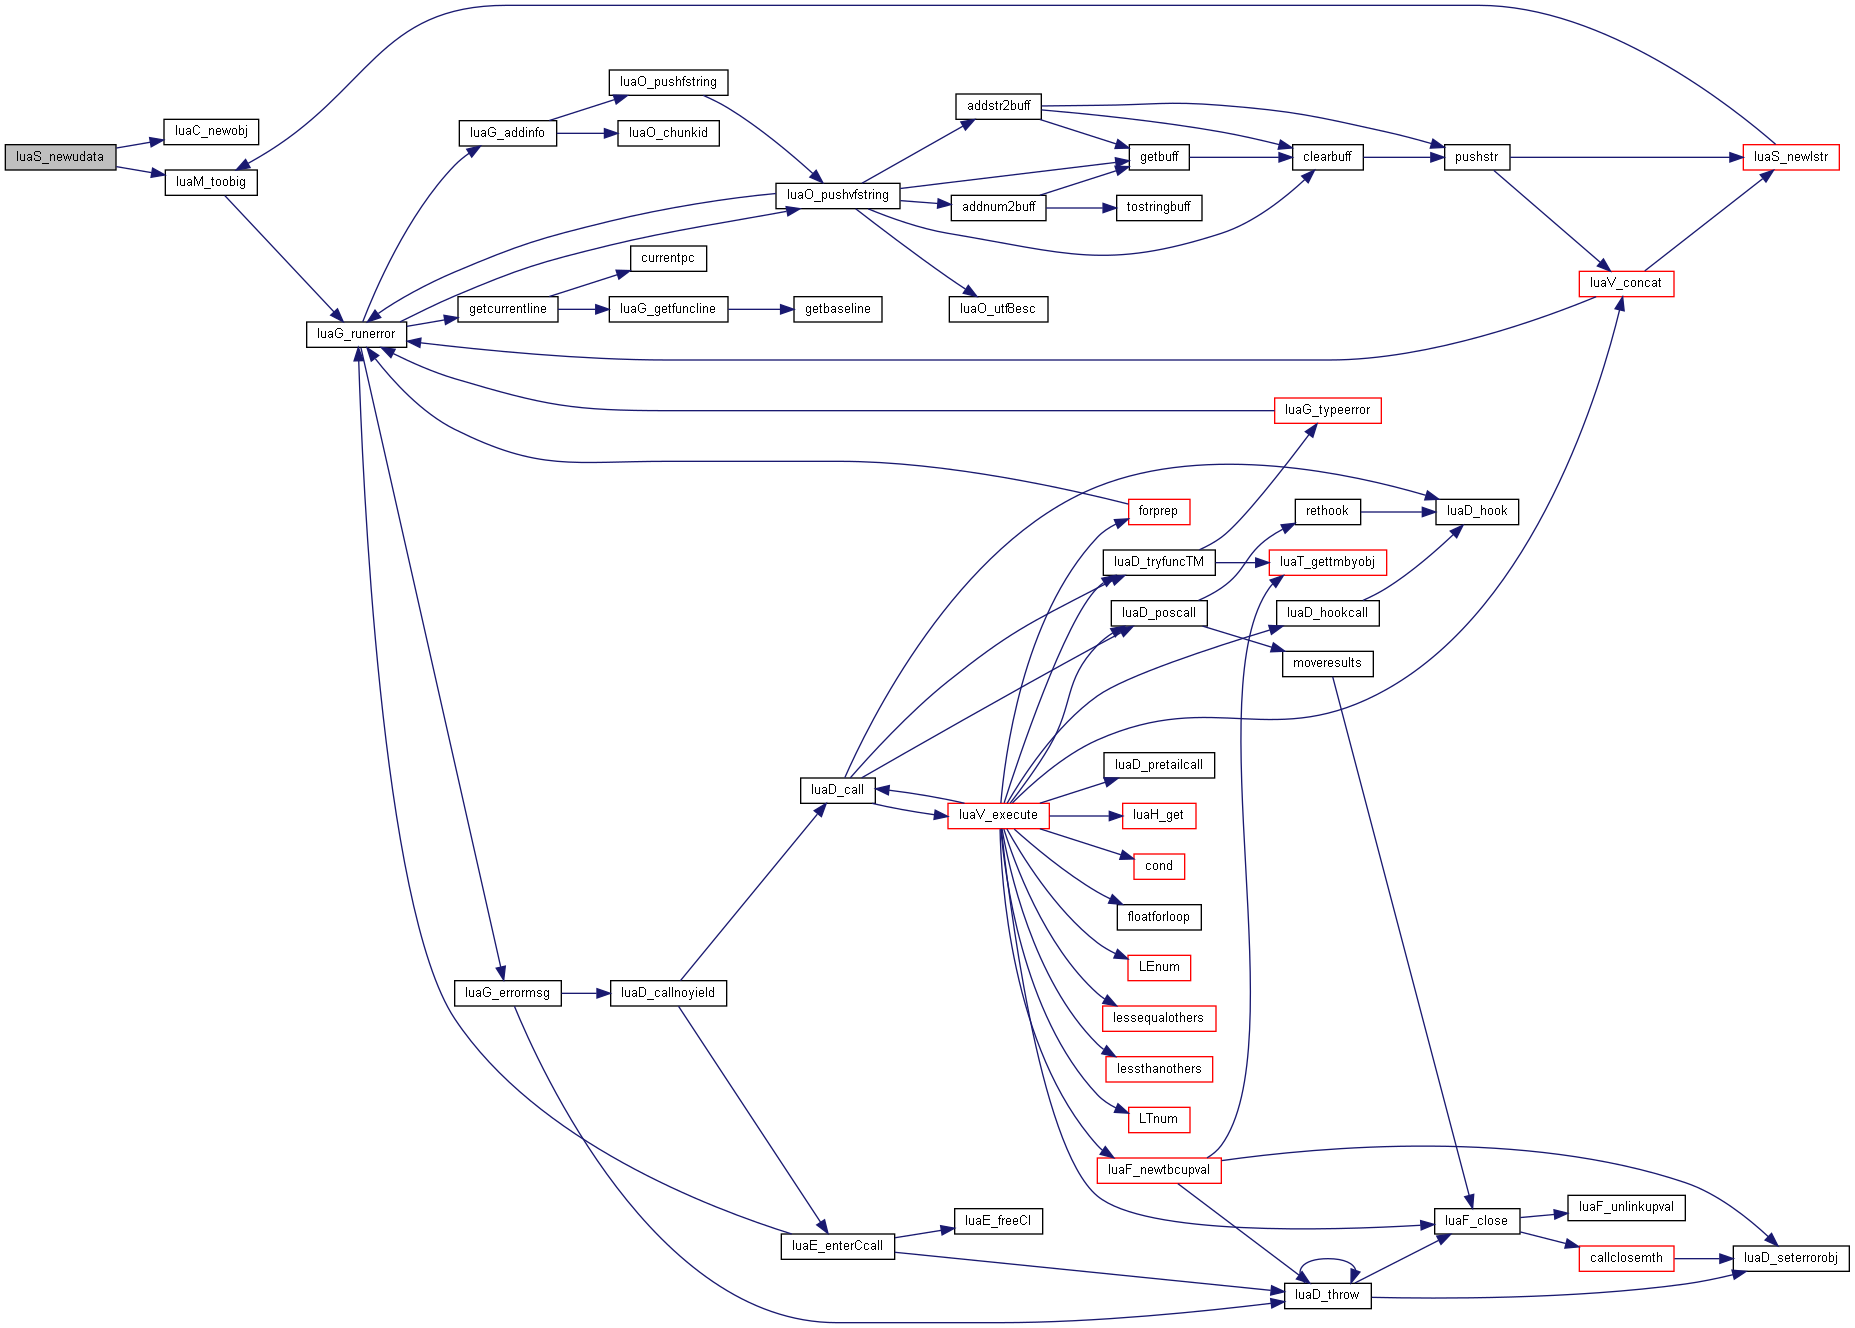 luaO_pushfstring
addstr2buff
luaC_newobj
luaG_addinfo
luaO_chunkid
luaS_newudata
getbuff
clearbuff
pushstr
luaS_newlstr
luaM_toobig
luaO_pushvfstring
addnum2buff
tostringbuff
currentpc
luaV_concat
getcurrentline
luaG_getfuncline
getbaseline
luaO_utf8esc
luaG_runerror
luaG_typeerror
forprep
rethook
luaD_hook
luaD_tryfuncTM
luaT_gettmbyobj
luaD_poscall
luaD_hookcall
moveresults
luaD_pretailcall
luaD_call
luaV_execute
luaH_get
cond
floatforloop
LEnum
luaG_errormsg
luaD_callnoyield
lessequalothers
lessthanothers
LTnum
luaF_newtbcupval
luaF_unlinkupval
luaE_freeCI
luaF_close
luaE_enterCcall
callclosemth
luaD_seterrorobj
luaD_throw